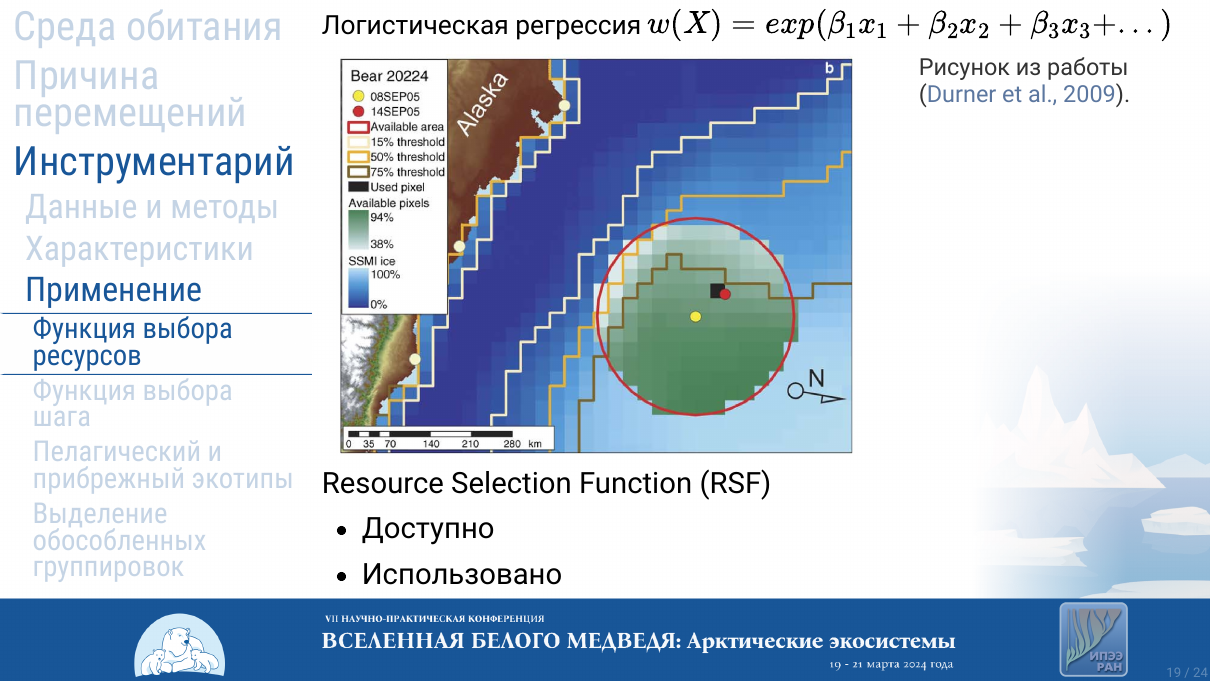 Среда обитания
Причина
перемещений
Инструментарий
Данные и методы
Характеристики
Применение
Функция выбора
ресурсов
Функция выбора
шага
Пелагический и
прибрежный экотипы
Выделение
обособленных
группировок
Логистическая регрессия w(X) = exp(β₁x₁ + β₂x₂ + β₃x₃+... )
Рисунок из работы
(Durner et al., 2009).
b
Bear 20224
08SEP05
14SEP05
Available area
15% threshold
50% threshold
75% threshold
Used pixel
Available pixels
94%
38%
SSMI ice
100%
0%
Alaska
N
0 35 70 140 210 280 km
Resource Selection Function (RSF)
• Доступно
• Использовано
VII НАУЧНО-ПРАКТИЧЕСКАЯ КОНФЕРЕНЦИЯ
ВСЕЛЕННАЯ БЕЛОГО МЕДВЕДЯ: Арктические экосистемы
19 - 21 марта 2024 года
ИПЭЭ
РАН
19 / 24